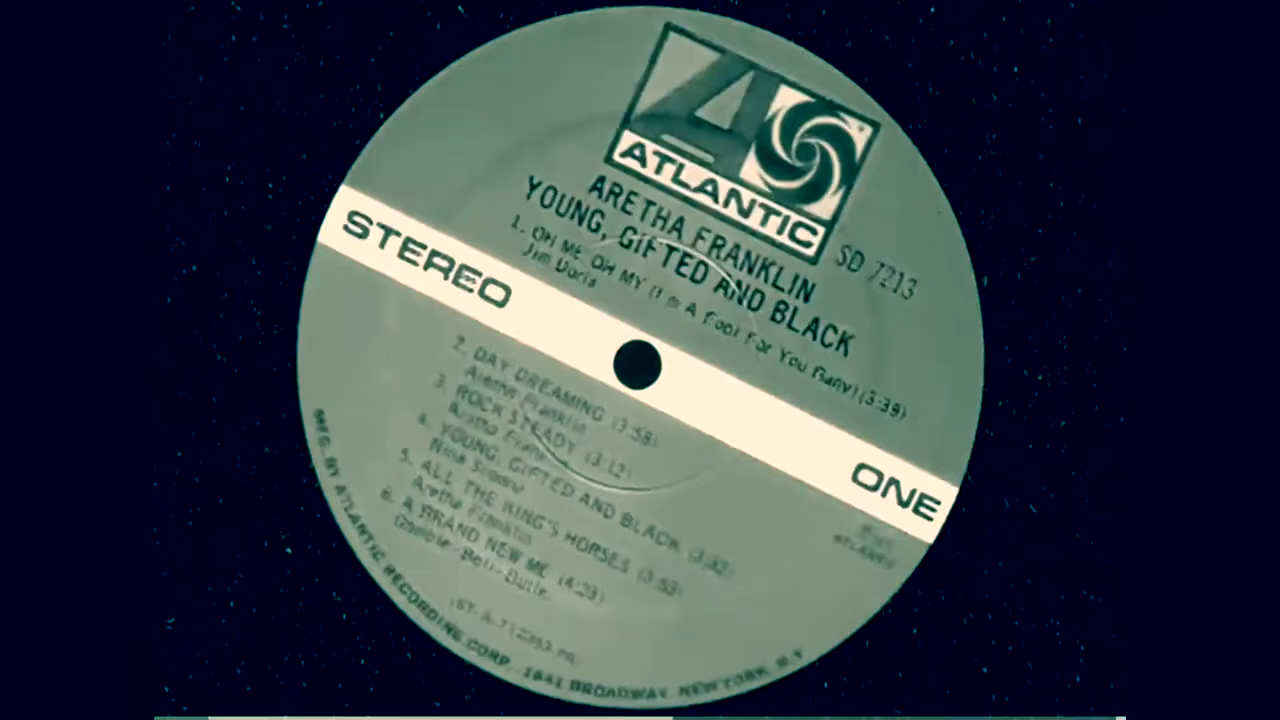 ATLANTIC
ARETHA FRANKLIN
YOUNG, GIFTED AND BLACK
SD 7213
1. OH ME OH MY (I'm A Fool For You Baby) (3:39)
Jim Doris
STEREO
ONE
2. DAY DREAMING (3:58)
Aretha Franklin
3. ROCK STEADY (3:12)
Aretha Franklin
4. YOUNG, GIFTED AND BLACK
Nina Simone
5. ALL THE KING'S HORSES (3:53)
Aretha Franklin
6. A BRAND NEW ME (4:23)
Gamble-Bell-Butler
ATLANTIC
MFG. BY ATLANTIC RECORDING CORP., 1841 BROADWAY, NEW YORK, N.Y.